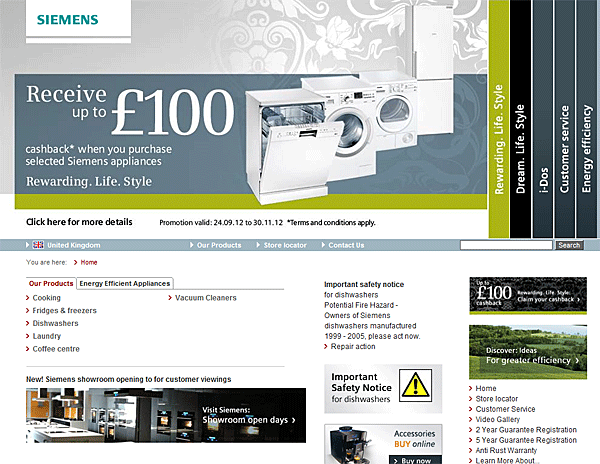 SIEMENS
Receive
up to £100
cashback* when you purchase
selected Siemens appliances
Rewarding. Life. Style
Rewarding. Life. Style
Dream. Life. Style
i-Dos
Customer service
Energy efficiency
Click here for more details
Promotion valid: 24.09.12 to 30.11.12 *Terms and conditions apply.
United Kingdom
Our Products
Store locator
Contact Us
Search
You are here: Home
Our Products
Energy Efficient Appliances
Cooking
Vacuum Cleaners
Fridges & freezers
Dishwashers
Laundry
Coffee centre
New! Siemens showroom opening to for customer viewings
Visit Siemens:
Showroom open days
Important safety notice
for dishwashers
Potential Fire Hazard -
Owners of Siemens
dishwashers manufactured
1999 - 2005, please act now.
Repair action
Important
Safety Notice
for dishwashers
Accessories
BUY online
Buy now
Up to
£100
cashback
Rewarding. Life. Style:
Claim your cashback
Discover: Ideas
For greater efficiency
Home
Store locator
Customer Service
Video Gallery
2 Year Guarantee Registration
5 Year Guarantee Registration
Anti Rust Warranty
Learn More About...